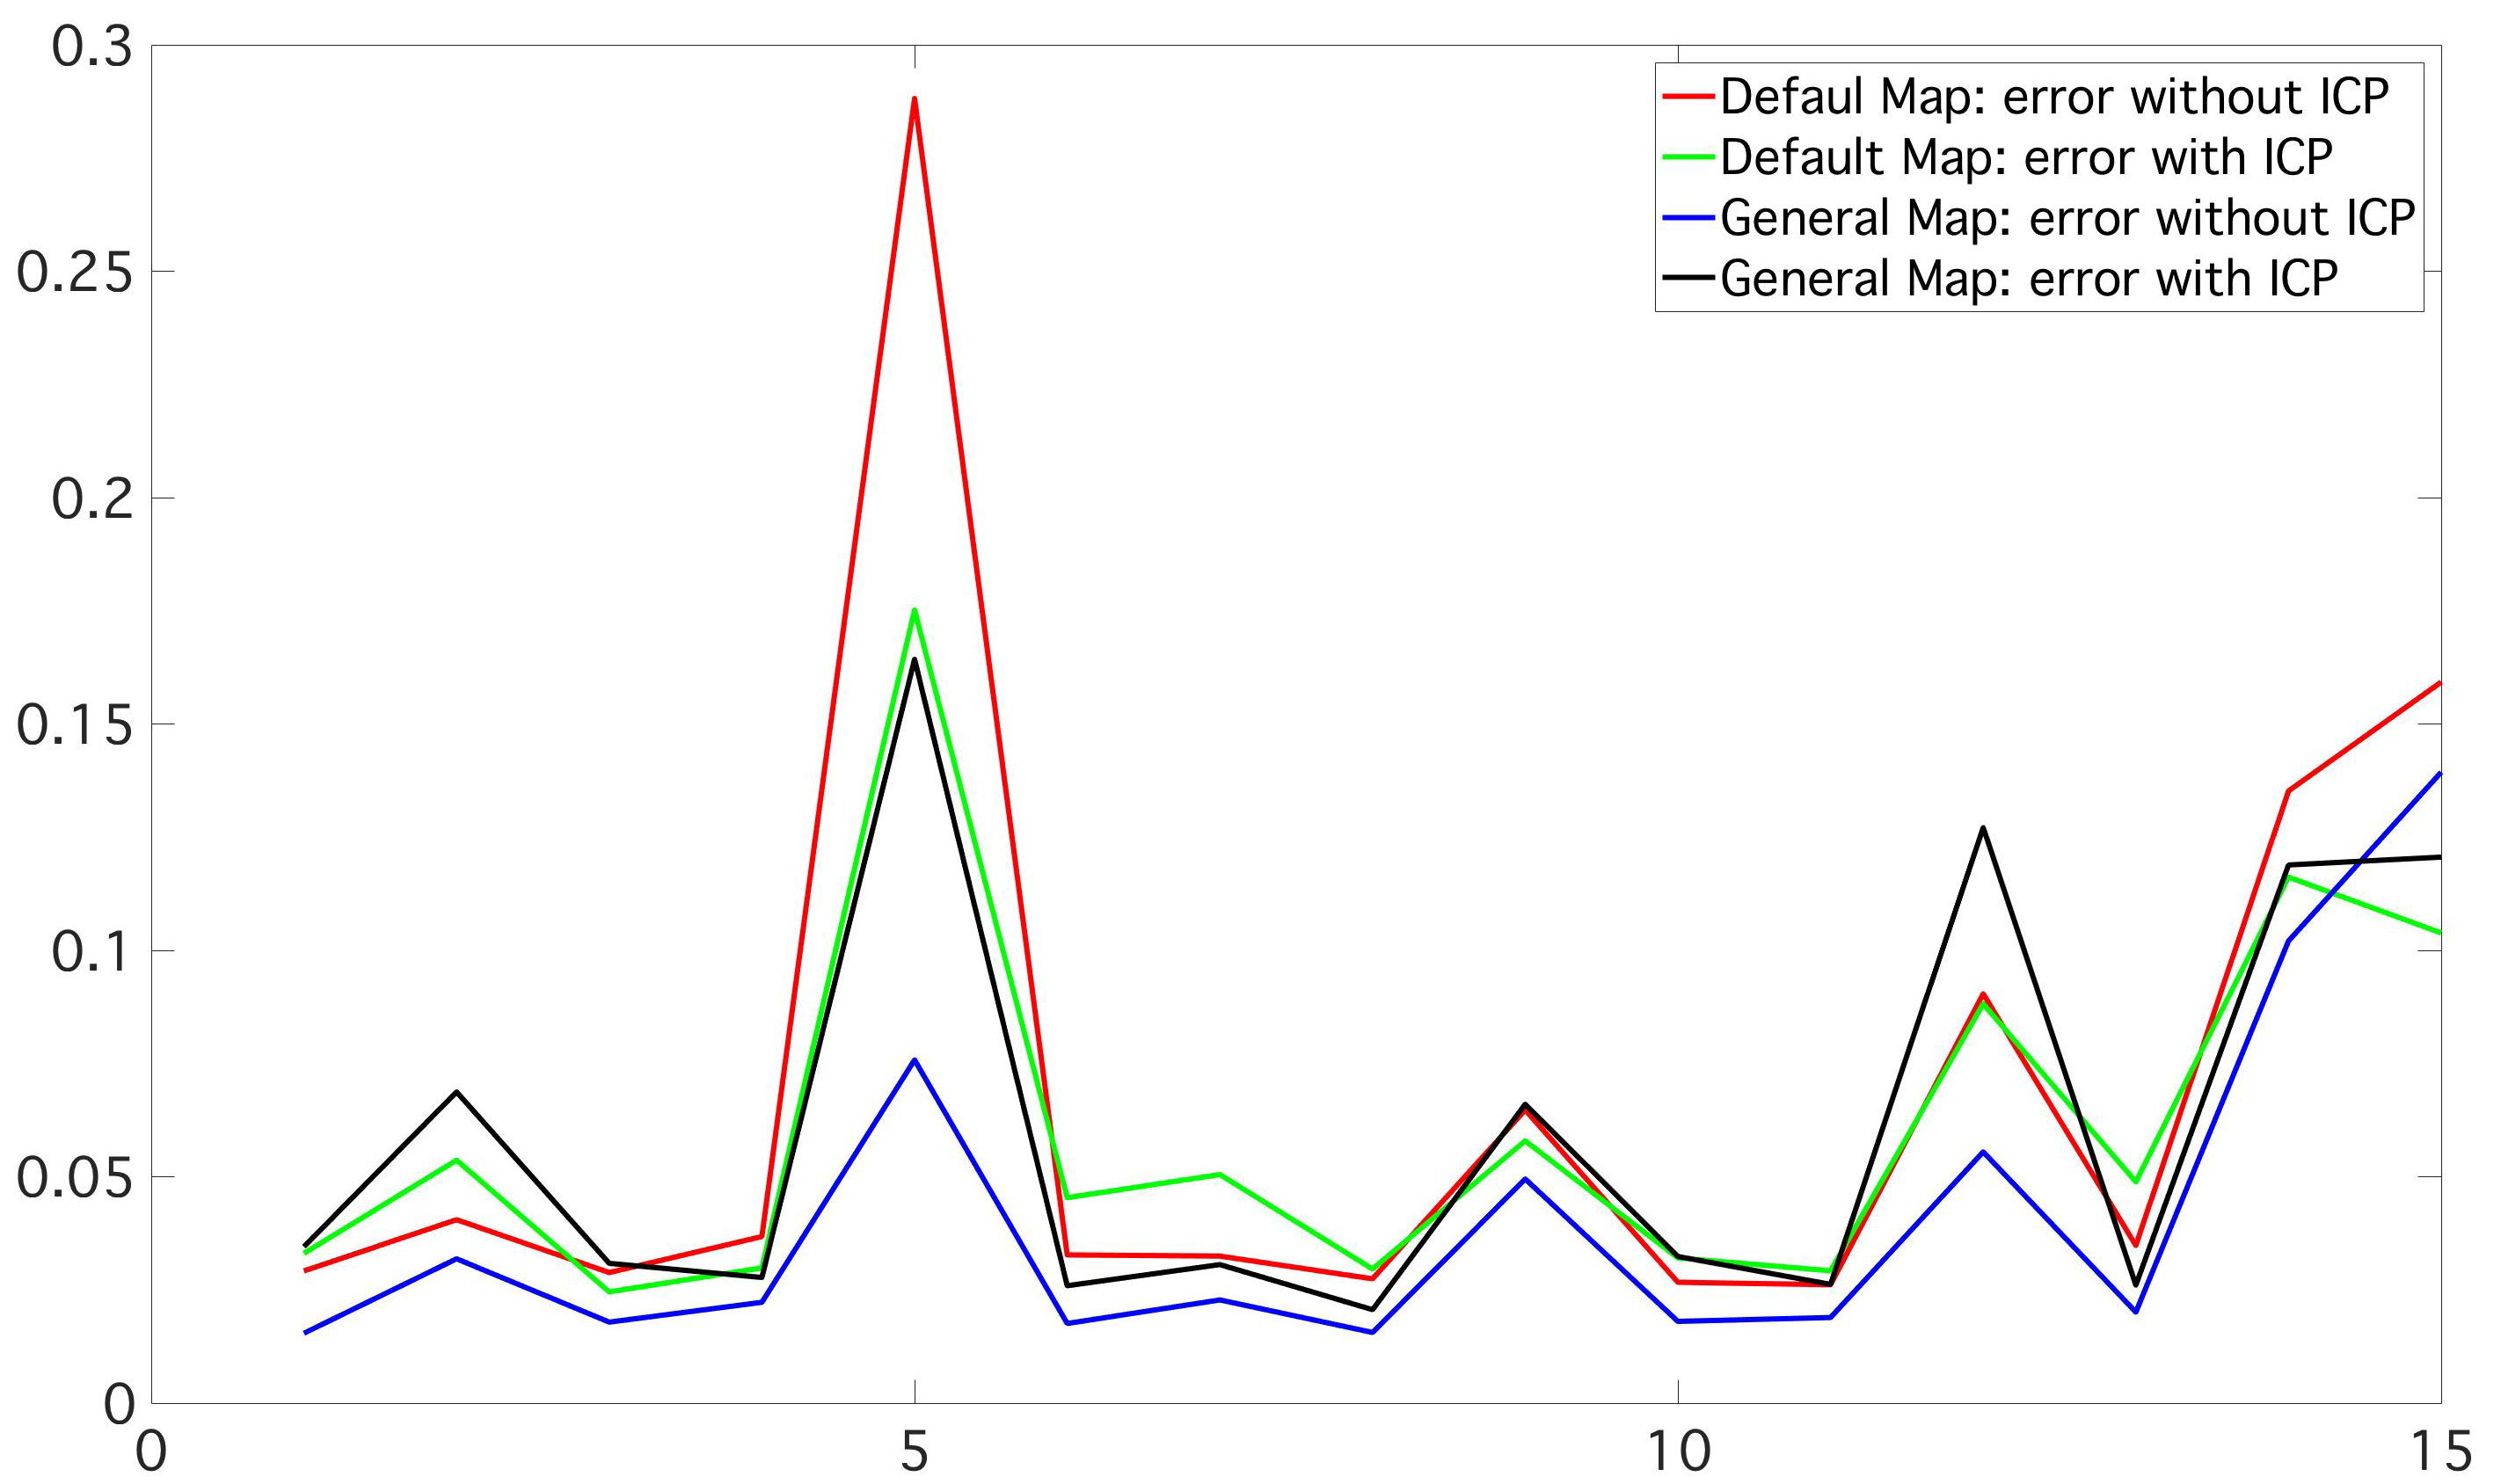 0.3
0.25
0.2
0.15
0.1
0.05
0
0 5 10 15
Defaul Map: error without ICP
Default Map: error with ICP
General Map: error without ICP
General Map: error with ICP